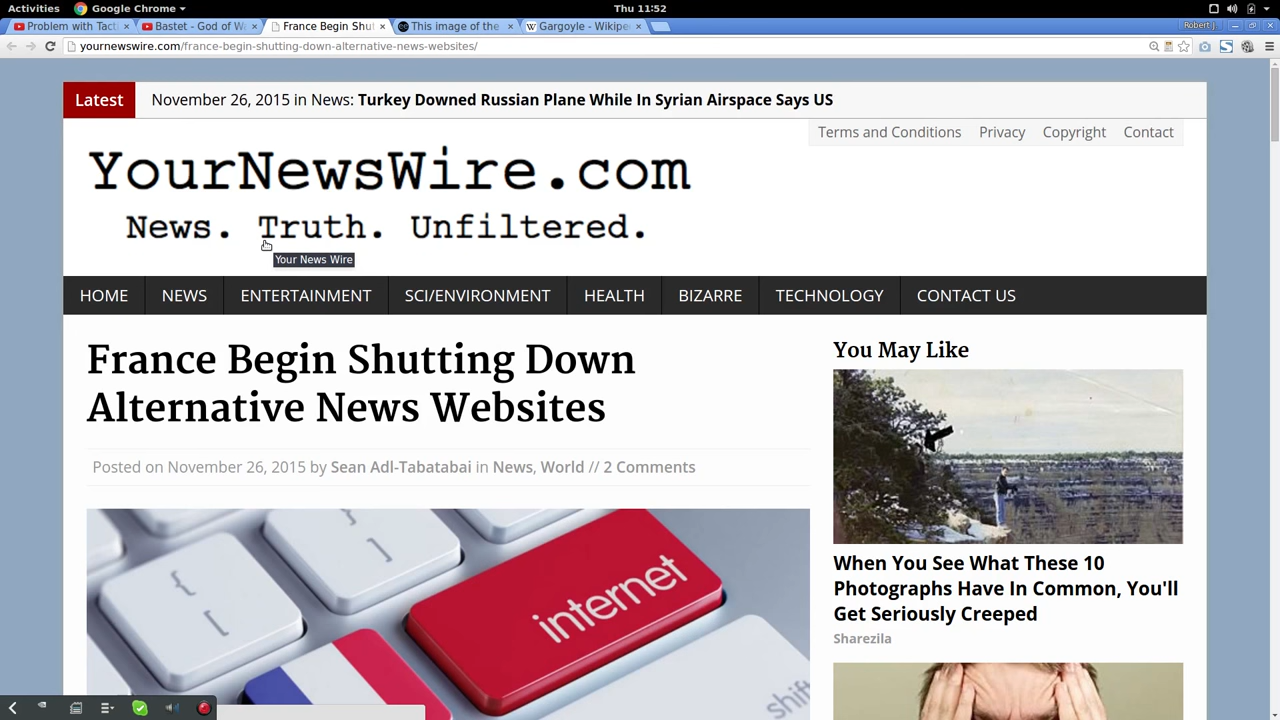 Activities
Google Chrome
Thu 11:52
Problem with Tacti
Bastet - God of Wa
France Begin Shut
This image of the
Gargoyle - Wikipe
Robert J.
yournewswire.com/france-begin-shutting-down-alternative-news-websites/
Latest
November 26, 2015 in News: Turkey Downed Russian Plane While In Syrian Airspace Says US
Terms and Conditions
Privacy
Copyright
Contact
YourNewsWire.com
News. Truth. Unfiltered.
Your News Wire
HOME
NEWS
ENTERTAINMENT
SCI/ENVIRONMENT
HEALTH
BIZARRE
TECHNOLOGY
CONTACT US
France Begin Shutting Down
Alternative News Websites
Posted on November 26, 2015 by Sean Adl-Tabatabai in News, World // 2 Comments
{
[
}
]
internet
shift
You May Like
When You See What These 10
Photographs Have In Common, You'll
Get Seriously Creeped
Sharezila